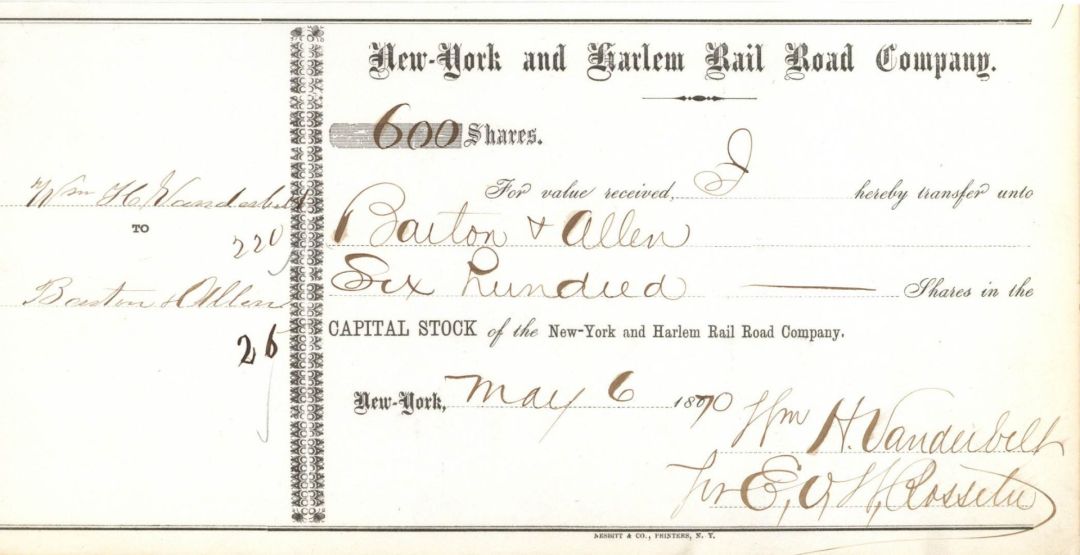 Wm H. Vanderbilt
TO
220
Barton & Allen
26
New-York and Harlem Rail Road Company.
600 Shares.
For value received, I hereby transfer unto
Barton & Allen
Six Hundred Shares in the
CAPITAL STOCK of the New-York and Harlem Rail Road Company.
New-York, May 6 1870
Wm H. Vanderbilt
E,
NESBITT & CO., PRINTERS, N. Y.